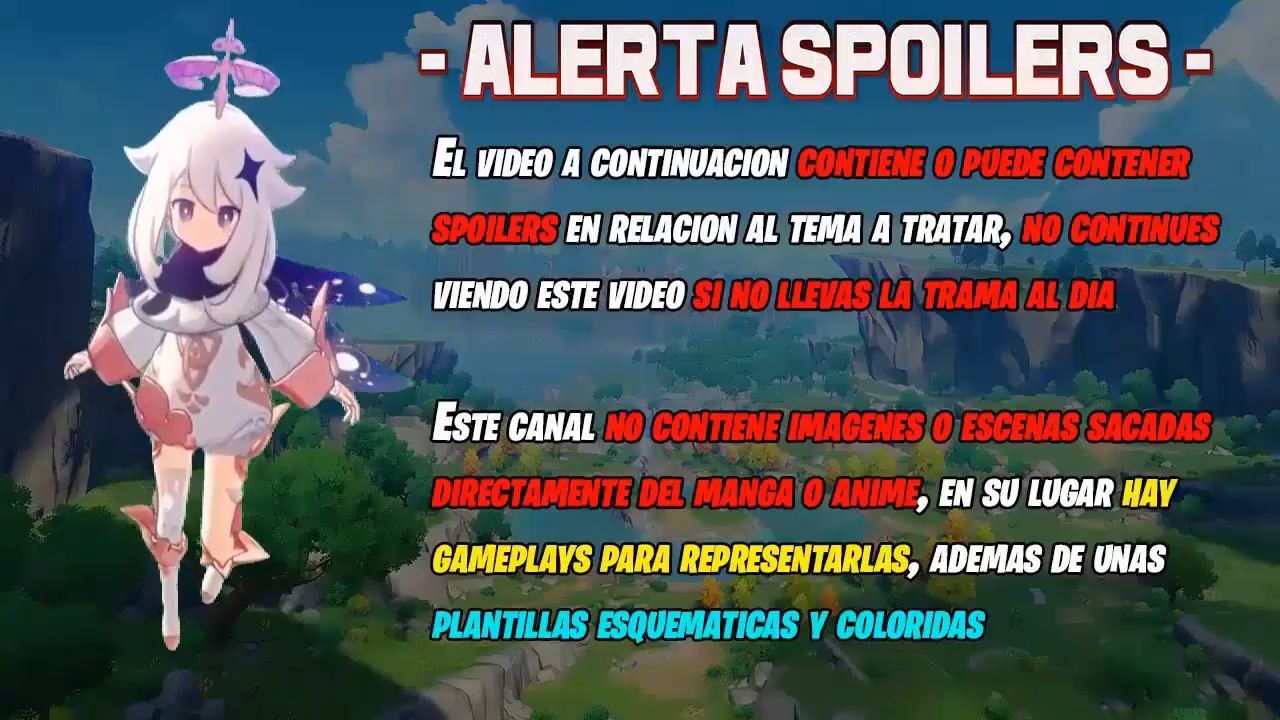 - ALERTA SPOILERS -
EL VIDEO A CONTINUACION CONTIENE O PUEDE CONTENER
SPOILERS EN RELACION AL TEMA A TRATAR, NO CONTINUES
VIENDO ESTE VIDEO SI NO LLEVAS LA TRAMA AL DIA
ESTE CANAL NO CONTIENE IMAGENES O ESCENAS SACADAS
DIRECTAMENTE DEL MANGA O ANIME, EN SU LUGAR HAY
GAMEPLAYS PARA REPRESENTARLAS, ADEMAS DE UNAS
PLANTILLAS ESQUEMATICAS Y COLORIDAS